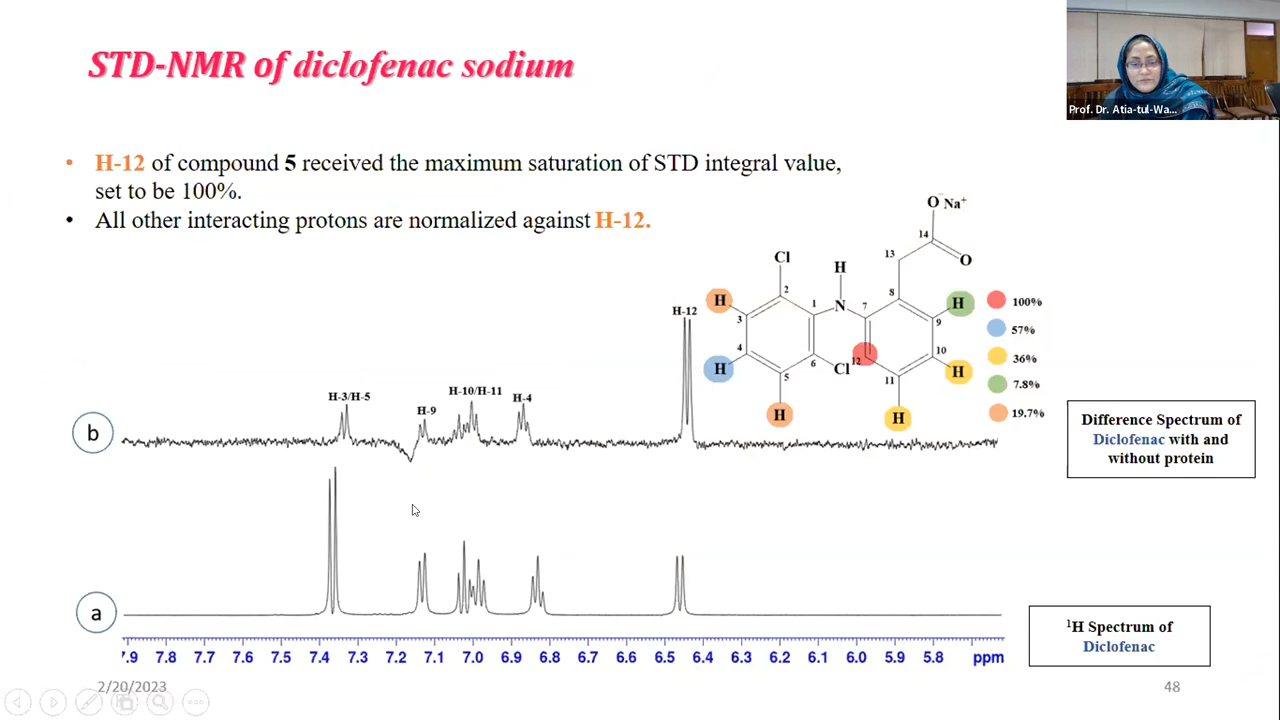 STD-NMR of diclofenac sodium
Prof. Dr. Atia-tul-Wa...
• H-12 of compound 5 received the maximum saturation of STD integral value,
set to be 100%.
• All other interacting protons are normalized against H-12.
O⁻ Na⁺
14
O
13
Cl
H
2
8
H
H
3
1
N
7
9
100%
57%
36%
7.8%
19.7%
4
H
6
Cl
12
10
H
5
11
H
H
H-12
H-3/H-5
H-9
H-10/H-11
H-4
b
Difference Spectrum of
Diclofenac with and
without protein
a
¹H Spectrum of
Diclofenac
7.9 7.8 7.7 7.6 7.5 7.4 7.3 7.2 7.1 7.0 6.9 6.8 6.7 6.6 6.5 6.4 6.3 6.2 6.1 6.0 5.9 5.8 ppm
2/20/2023
48